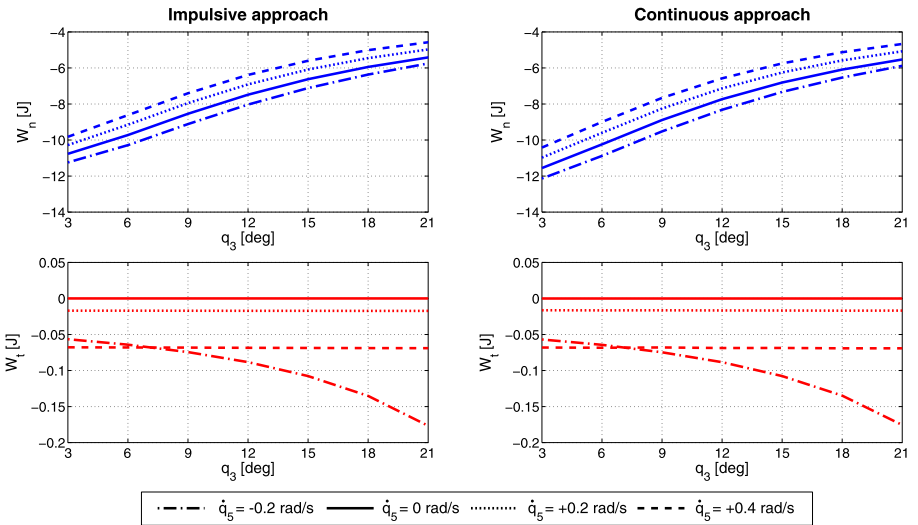 Impulsive approach
Continuous approach
−4
−6
−8
−10
−12
−14
W_n [J]
3 6 9 12 15 18 21
q_3 [deg]
−4
−6
−8
−10
−12
−14
W_n [J]
3 6 9 12 15 18 21
q_3 [deg]
0.05
0
−0.05
−0.1
−0.15
−0.2
W_t [J]
3 6 9 12 15 18 21
q_3 [deg]
0.05
0
−0.05
−0.1
−0.15
−0.2
W_t [J]
3 6 9 12 15 18 21
q_3 [deg]
q̇_5 = -0.2 rad/s q̇_5 = 0 rad/s q̇_5 = +0.2 rad/s q̇_5 = +0.4 rad/s